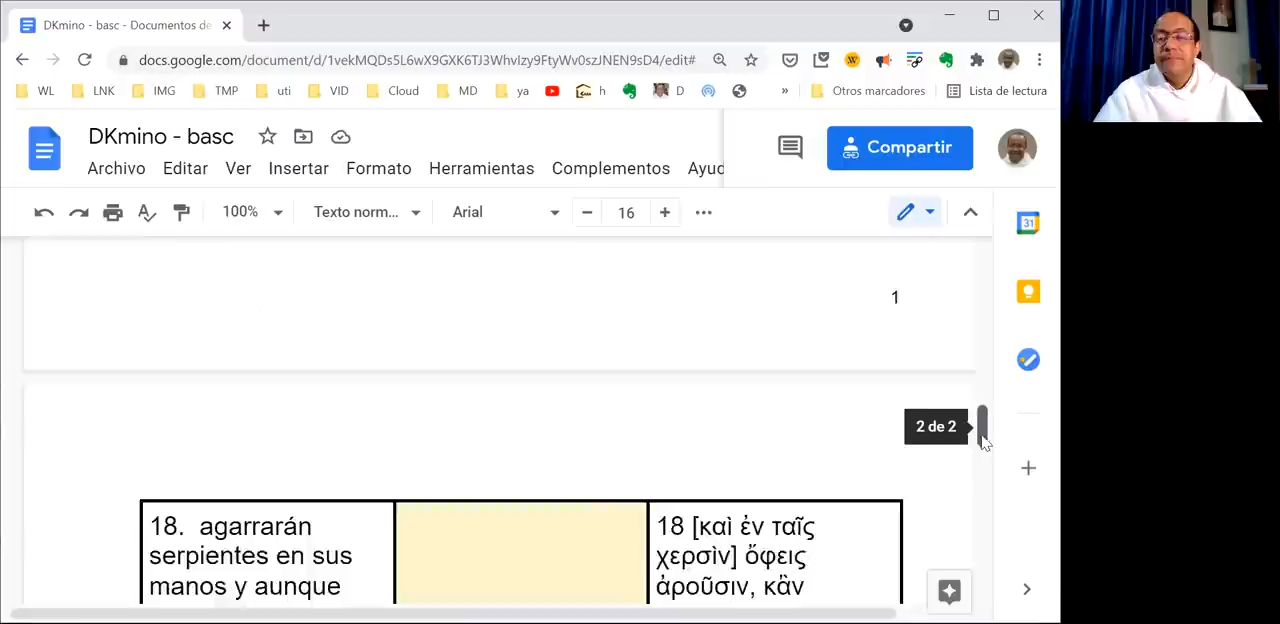 DKmino - basc - Documentos de
docs.google.com/document/d/1vekMQDs5L6wX9GXK6TJ3WhvIzy9FtyWv0szJNEN9sD4/edit#
WL LNK IMG TMP uti VID Cloud MD ya h D » Otros marcadores Lista de lectura
DKmino - basc
Compartir
Archivo Editar Ver Insertar Formato Herramientas Complementos Ayud
100% Texto norm... Arial 16
31
1
2 de 2
18. agarrarán
serpientes en sus
manos y aunque
18 [καὶ ἐν ταῖς
χερσὶν] ὄφεις
ἀροῦσιν, κἂν